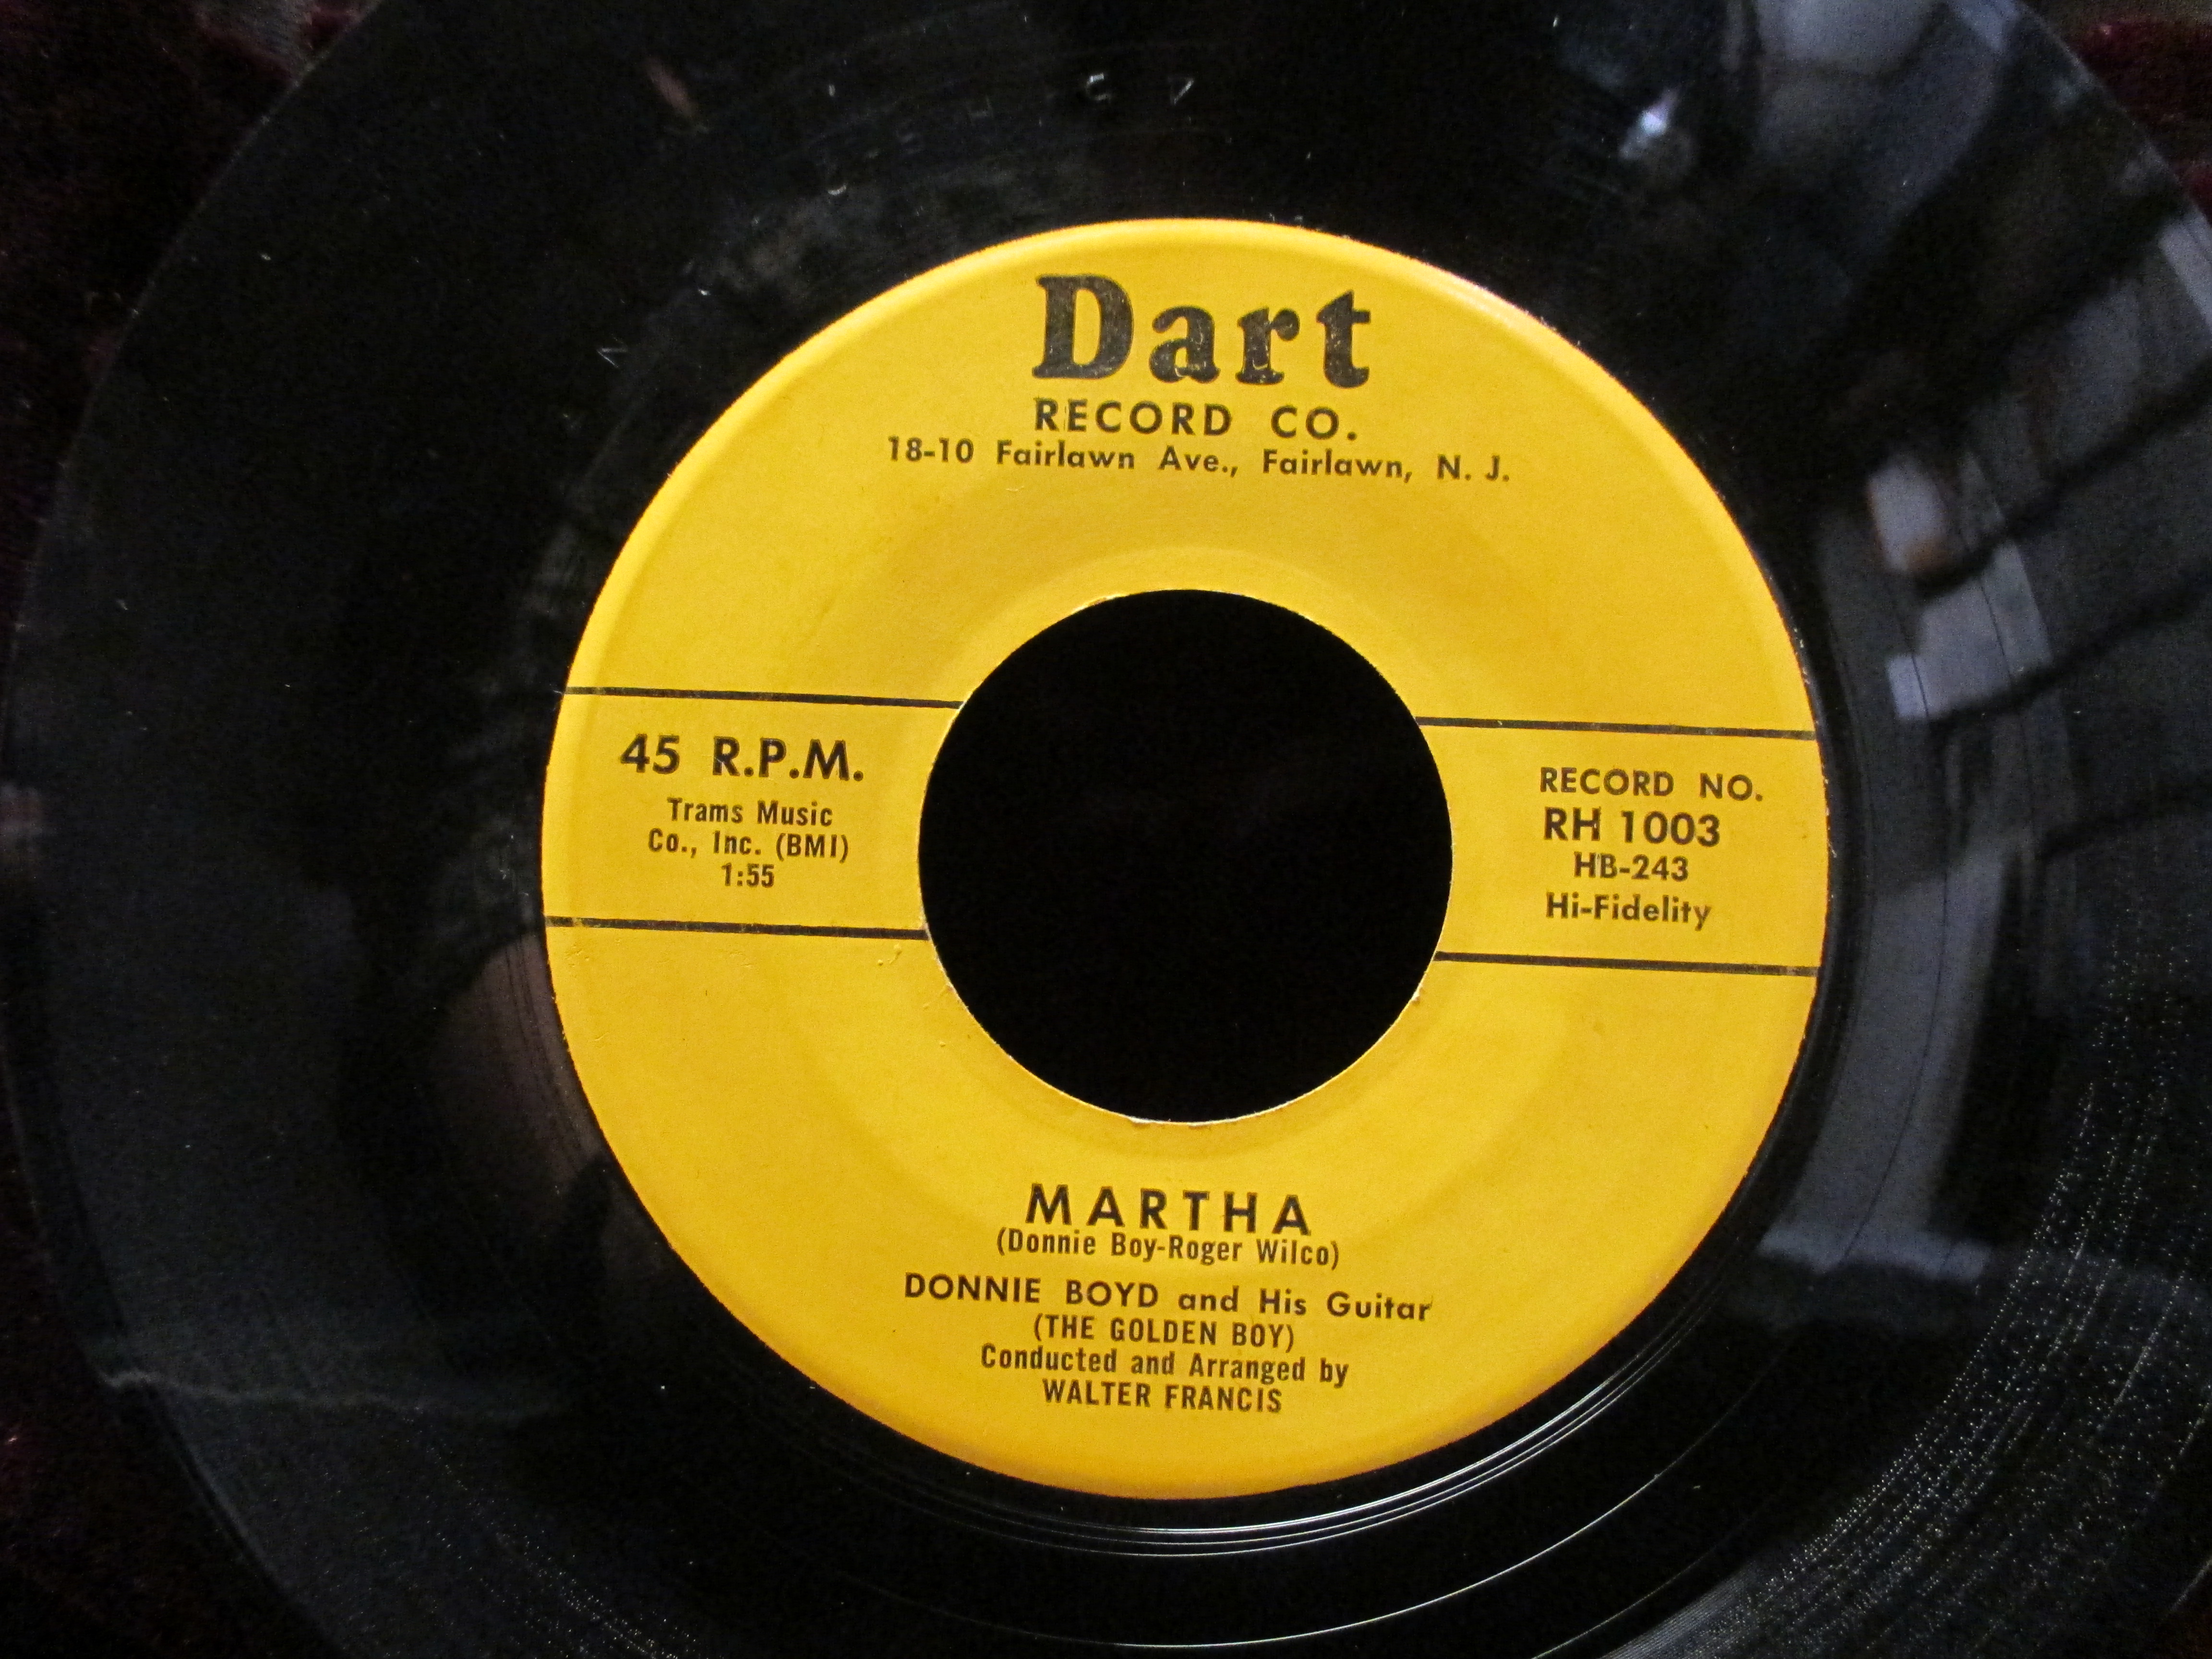 Dart
RECORD CO.
18-10 Fairlawn Ave., Fairlawn, N. J.
45 R.P.M.
Trams Music
Co., Inc. (BMI)
1:55
RECORD NO.
RH 1003
HB-243
Hi-Fidelity
MARTHA
(Donnie Boy-Roger Wilco)
DONNIE BOYD and His Guitar
(THE GOLDEN BOY)
Conducted and Arranged by
WALTER FRANCIS